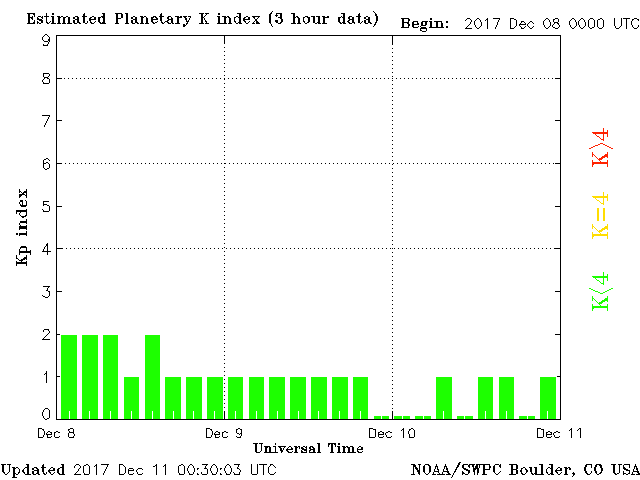 Estimated Planetary K index (3 hour data) Begin: 2017 Dec 08 0000 UTC
9
8
7
6
5
4
3
2
1
0
Kp index
K>4
K=4
K<4
Dec 8 Dec 9 Dec 10 Dec 11
Universal Time
Updated 2017 Dec 11 00:30:03 UTC NOAA/SWPC Boulder, CO USA